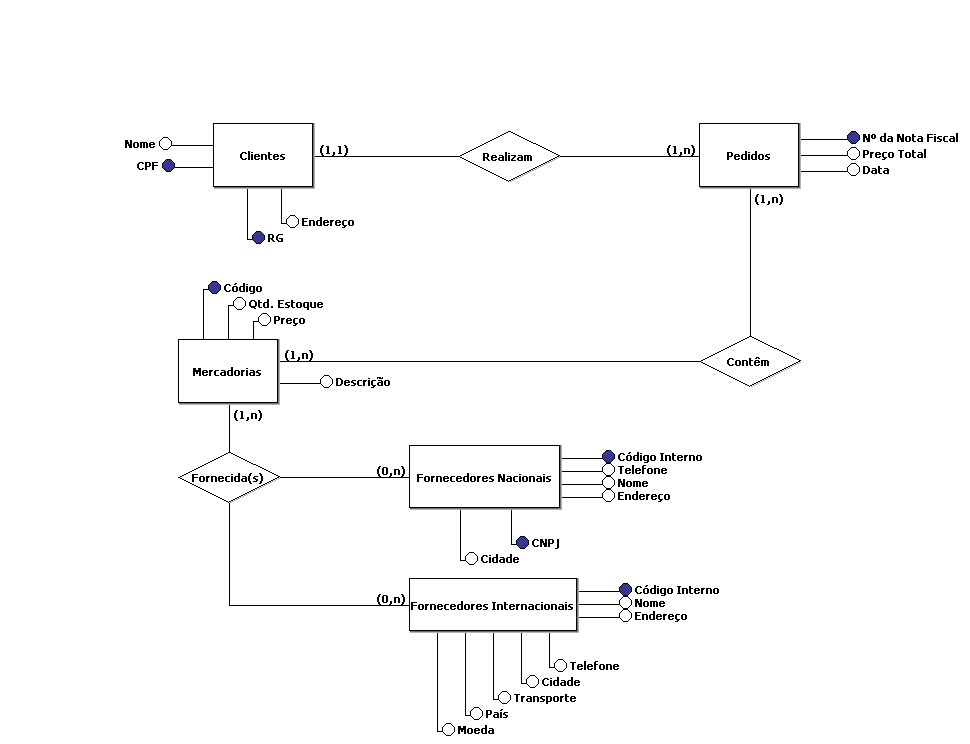 Nome
CPF
Clientes
(1,1)
Realizam
(1,n)
Pedidos
Nº da Nota Fiscal
Preço Total
Data
(1,n)
Endereço
RG
Código
Qtd. Estoque
Preço
Mercadorias
(1,n)
Descrição
Contêm
(1,n)
Fornecida(s)
(0,n)
Fornecedores Nacionais
Código Interno
Telefone
Nome
Endereço
CNPJ
Cidade
(0,n)
Fornecedores Internacionais
Código Interno
Nome
Endereço
Telefone
Cidade
Transporte
País
Moeda